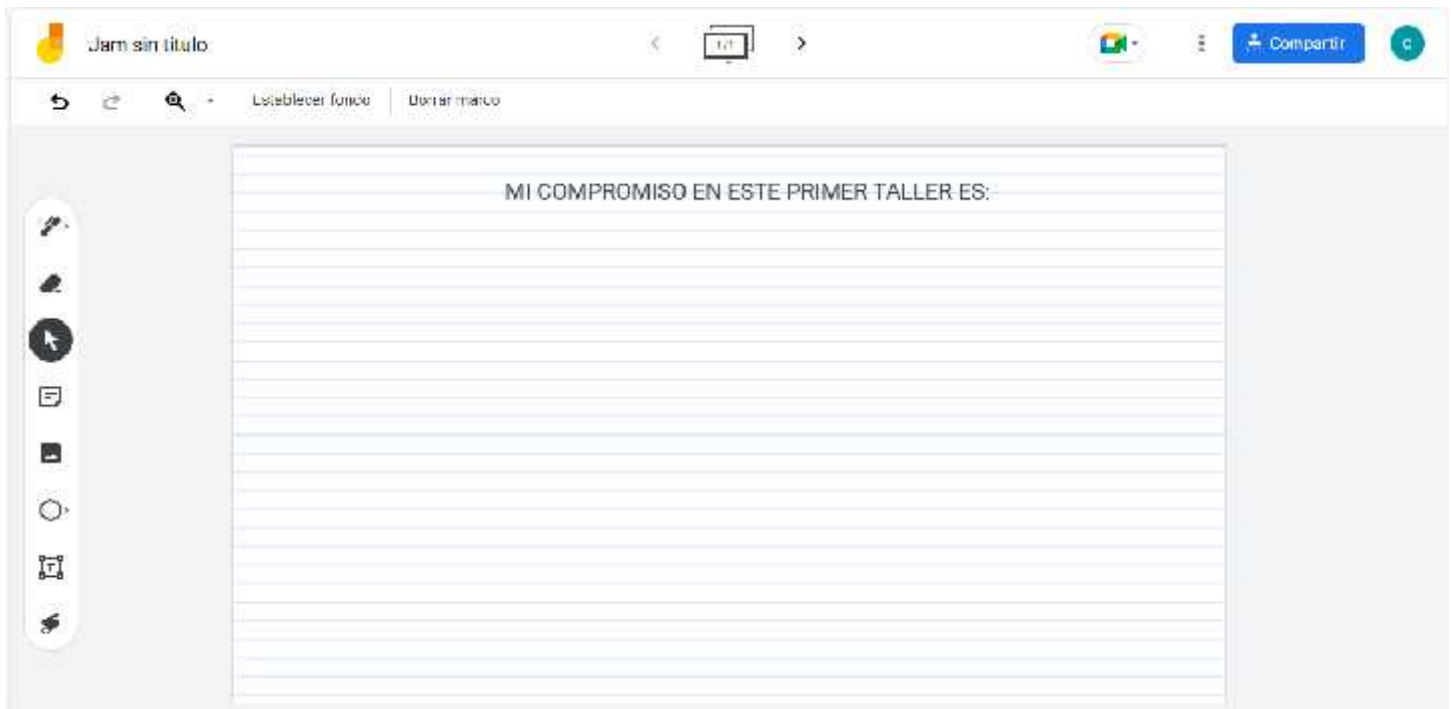 Jam sin título
1/1
Compartir
c
Establecer fondo
Borrar marco
MI COMPROMISO EN ESTE PRIMER TALLER ES: